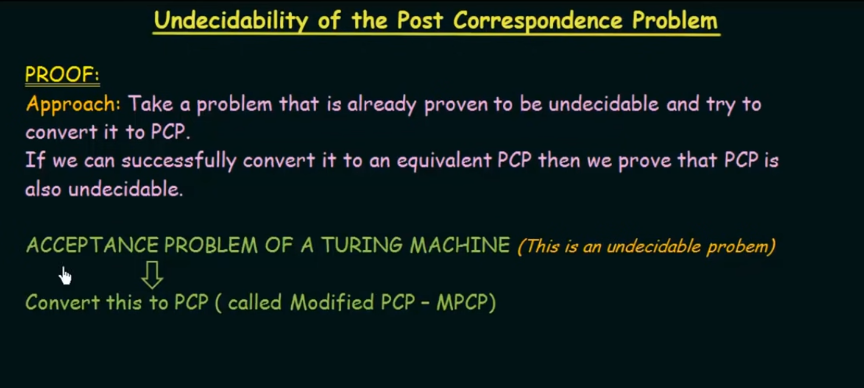 Undecidability of the Post Correspondence Problem
PROOF:
Approach: Take a problem that is already proven to be undecidable and try to
convert it to PCP.
If we can successfully convert it to an equivalent PCP then we prove that PCP is
also undecidable.
ACCEPTANCE PROBLEM OF A TURING MACHINE (This is an undecidable probem)
Convert this to PCP ( called Modified PCP – MPCP)